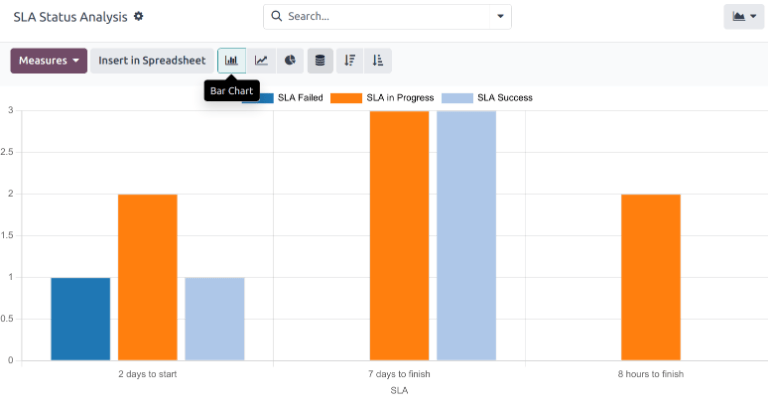 SLA Status Analysis
Search...
Measures
Insert in Spreadsheet
Bar Chart
SLA Failed
SLA in Progress
SLA Success
3
2.5
2
1.5
1
0.5
0
2 days to start
7 days to finish
8 hours to finish
SLA